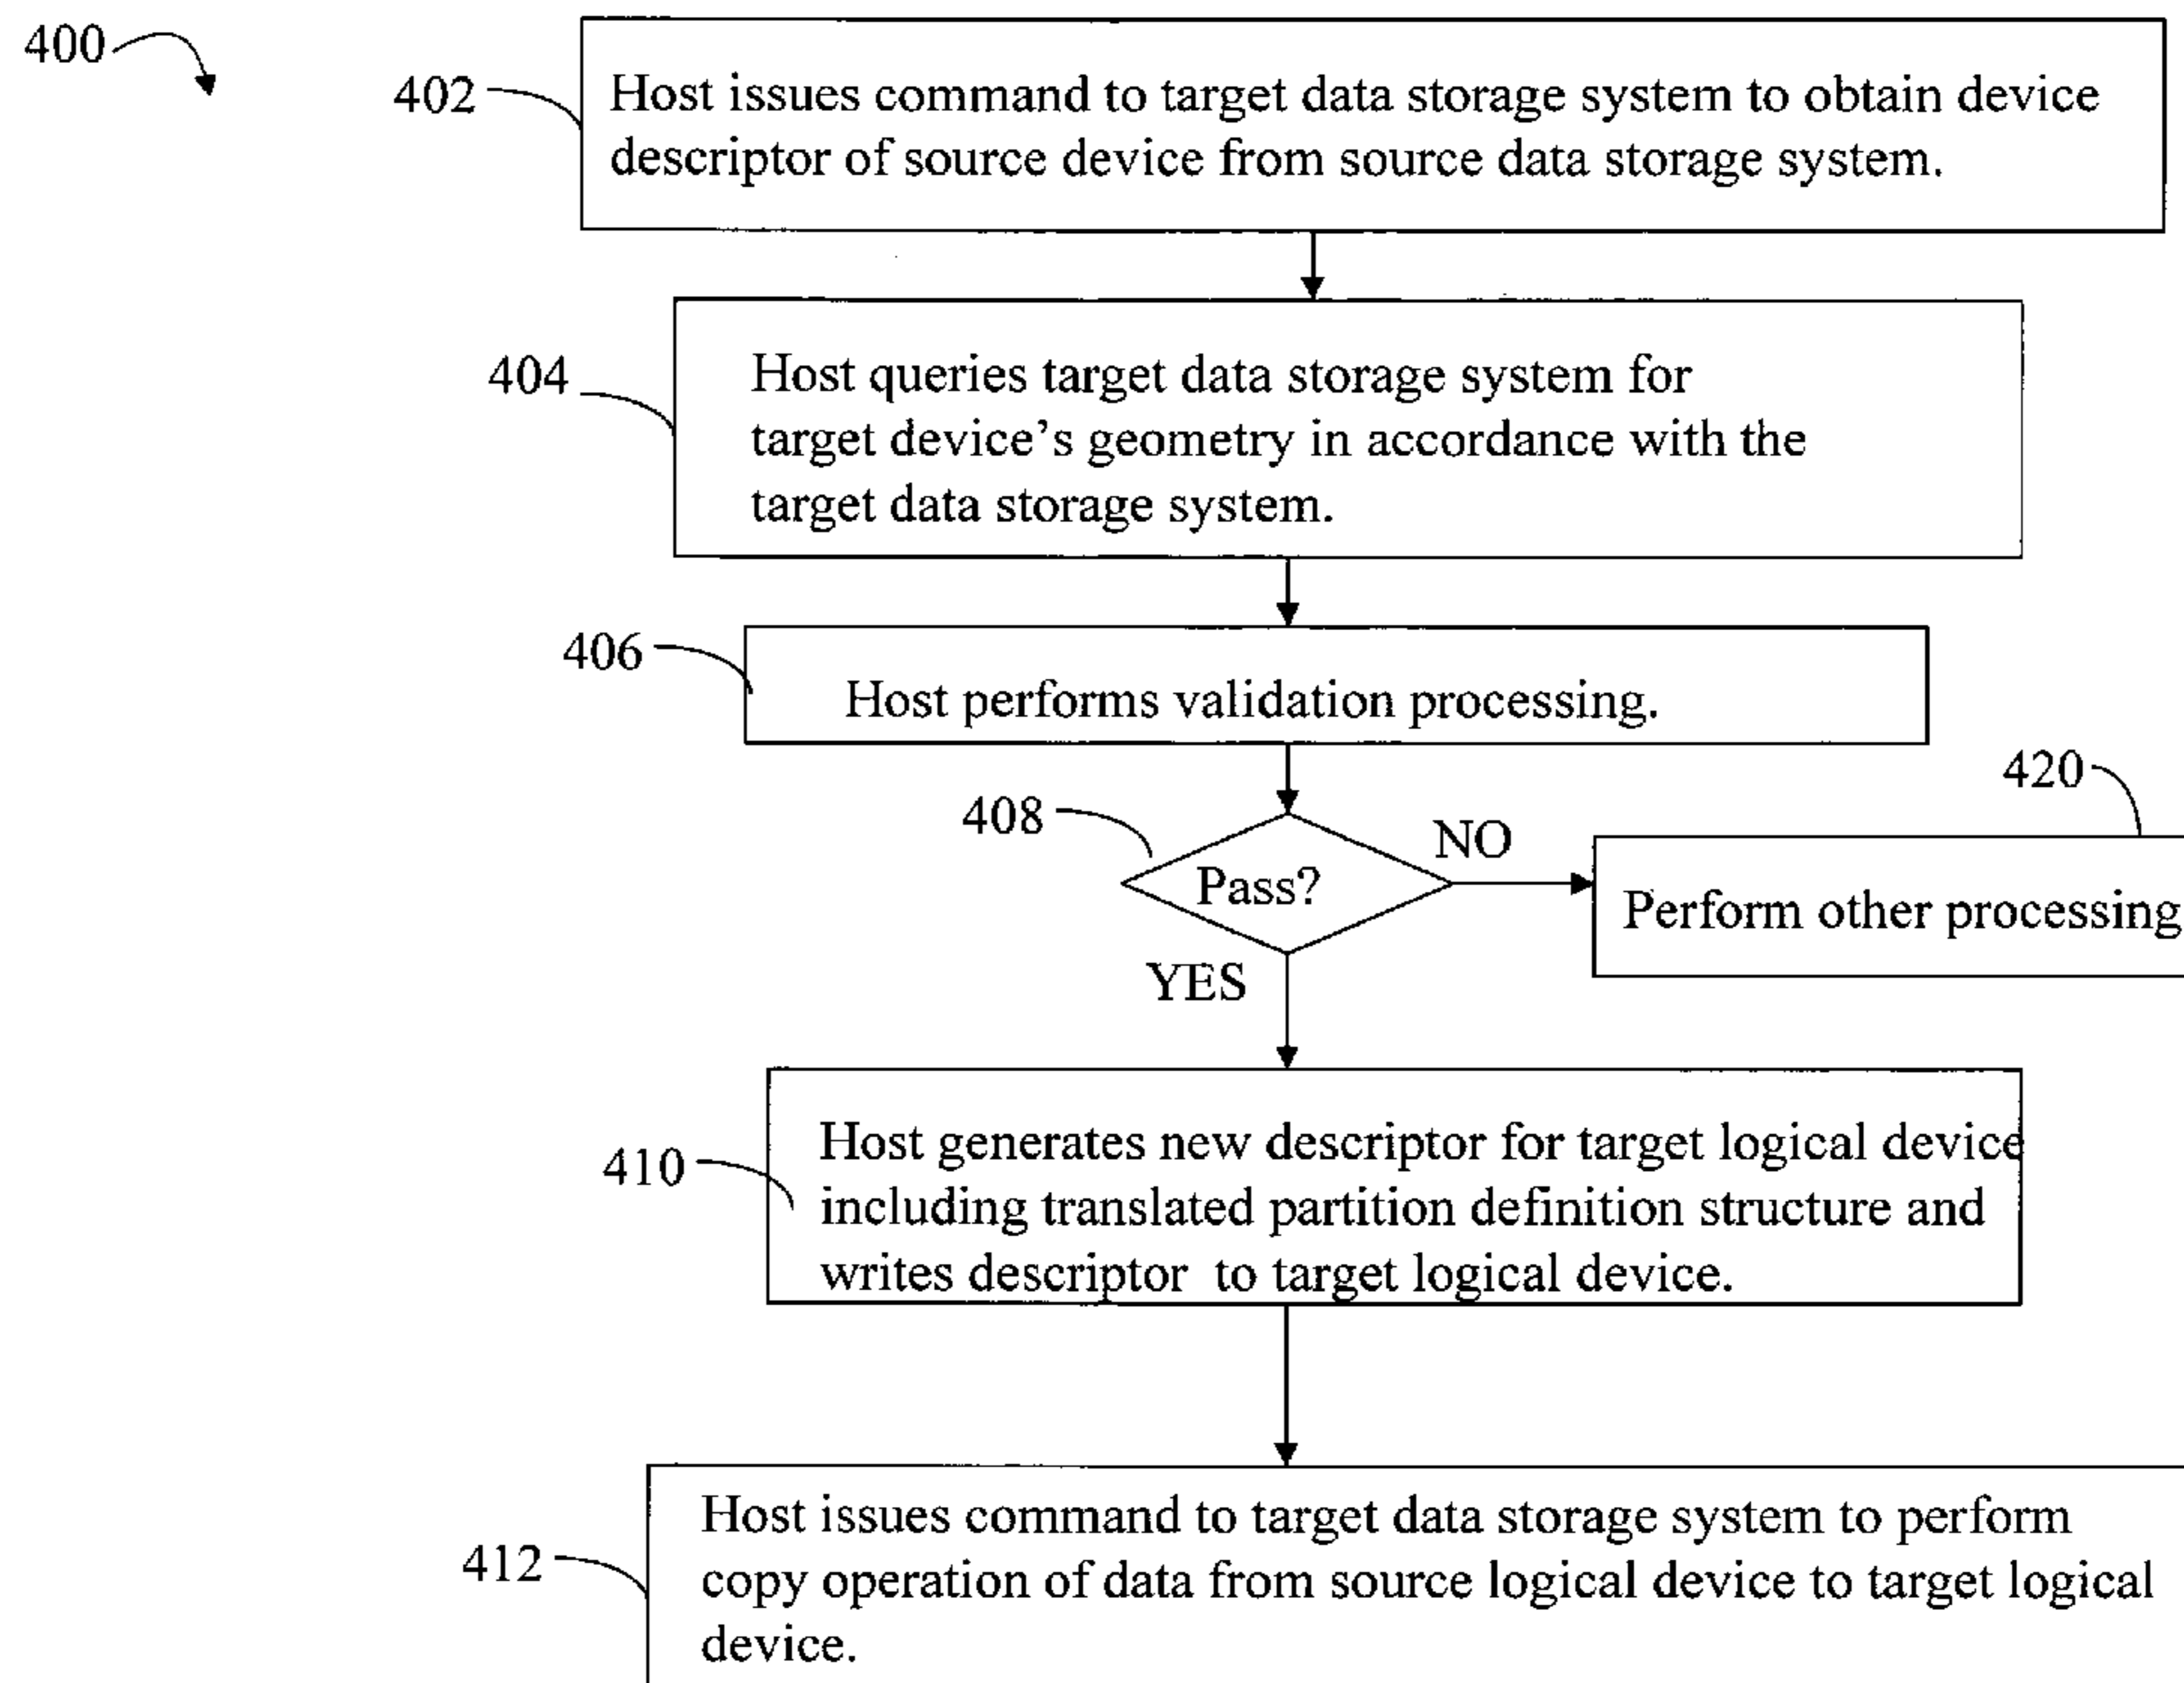 400
402
Host issues command to target data storage system to obtain device
descriptor of source device from source data storage system.
404
Host queries target data storage system for
target device’s geometry in accordance with the
target data storage system.
406
Host performs validation processing.
420
408
NO
Pass?
Perform other processing
YES
410
Host generates new descriptor for target logical device
including translated partition definition structure and
writes descriptor to target logical device.
412
Host issues command to target data storage system to perform
copy operation of data from source logical device to target logical
device.